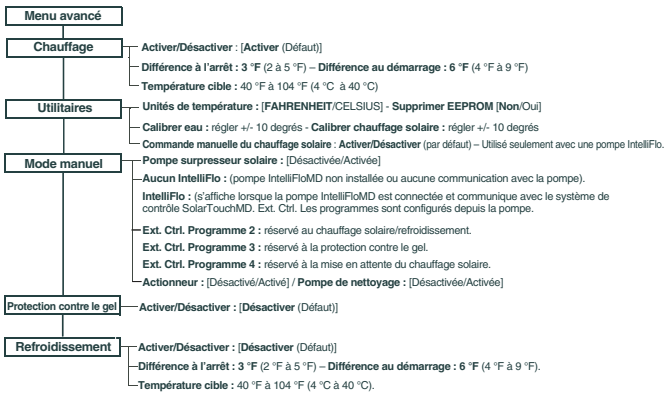 Menu avancé
Chauffage
Activer/Désactiver : [Activer (Défaut)]
Différence à l'arrêt : 3 °F (2 à 5 °F) – Différence au démarrage : 6 °F (4 °F à 9 °F)
Température cible : 40 °F à 104 °F (4 °C à 40 °C)
Utilitaires
Unités de température : [FAHRENHEIT/CELSIUS] - Supprimer EEPROM [Non/Oui]
Calibrer eau : régler +/- 10 degrés - Calibrer chauffage solaire : régler +/- 10 degrés
Commande manuelle du chauffage solaire : Activer/Désactiver (par défaut) – Utilisé seulement avec une pompe IntelliFlo.
Mode manuel
Pompe surpresseur solaire : [Désactivée/Activée]
Aucun IntelliFlo : (pompe IntelliFloMD non installée ou aucune communication avec la pompe).
IntelliFlo : (s'affiche lorsque la pompe IntelliFloMD est connectée et communique avec le système de
contrôle SolarTouchMD. Ext. Ctrl. Les programmes sont configurés depuis la pompe.
Ext. Ctrl. Programme 2 : réservé au chauffage solaire/refroidissement.
Ext. Ctrl. Programme 3 : réservé à la protection contre le gel.
Ext. Ctrl. Programme 4 : réservé à la mise en attente du chauffage solaire.
Actionneur : [Désactivé/Activé] / Pompe de nettoyage : [Désactivée/Activée]
Protection contre le gel
Activer/Désactiver : [Désactiver (Défaut)]
Refroidissement
Activer/Désactiver : [Désactiver (Défaut)]
Différence à l'arrêt : 3 °F (2 °F à 5 °F) – Différence au démarrage : 6 °F (4 °F à 9 °F).
Température cible : 40 °F à 104 °F (4 °C à 40 °C).